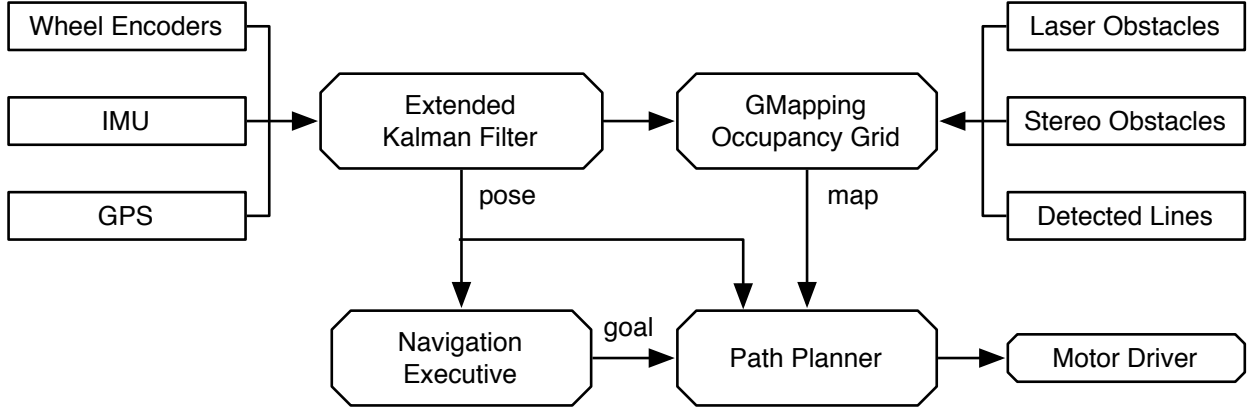 Wheel Encoders
Laser Obstacles
Extended
Kalman Filter
GMapping
Occupancy Grid
IMU
Stereo Obstacles
pose
map
GPS
Detected Lines
goal
Navigation
Executive
Path Planner
Motor Driver